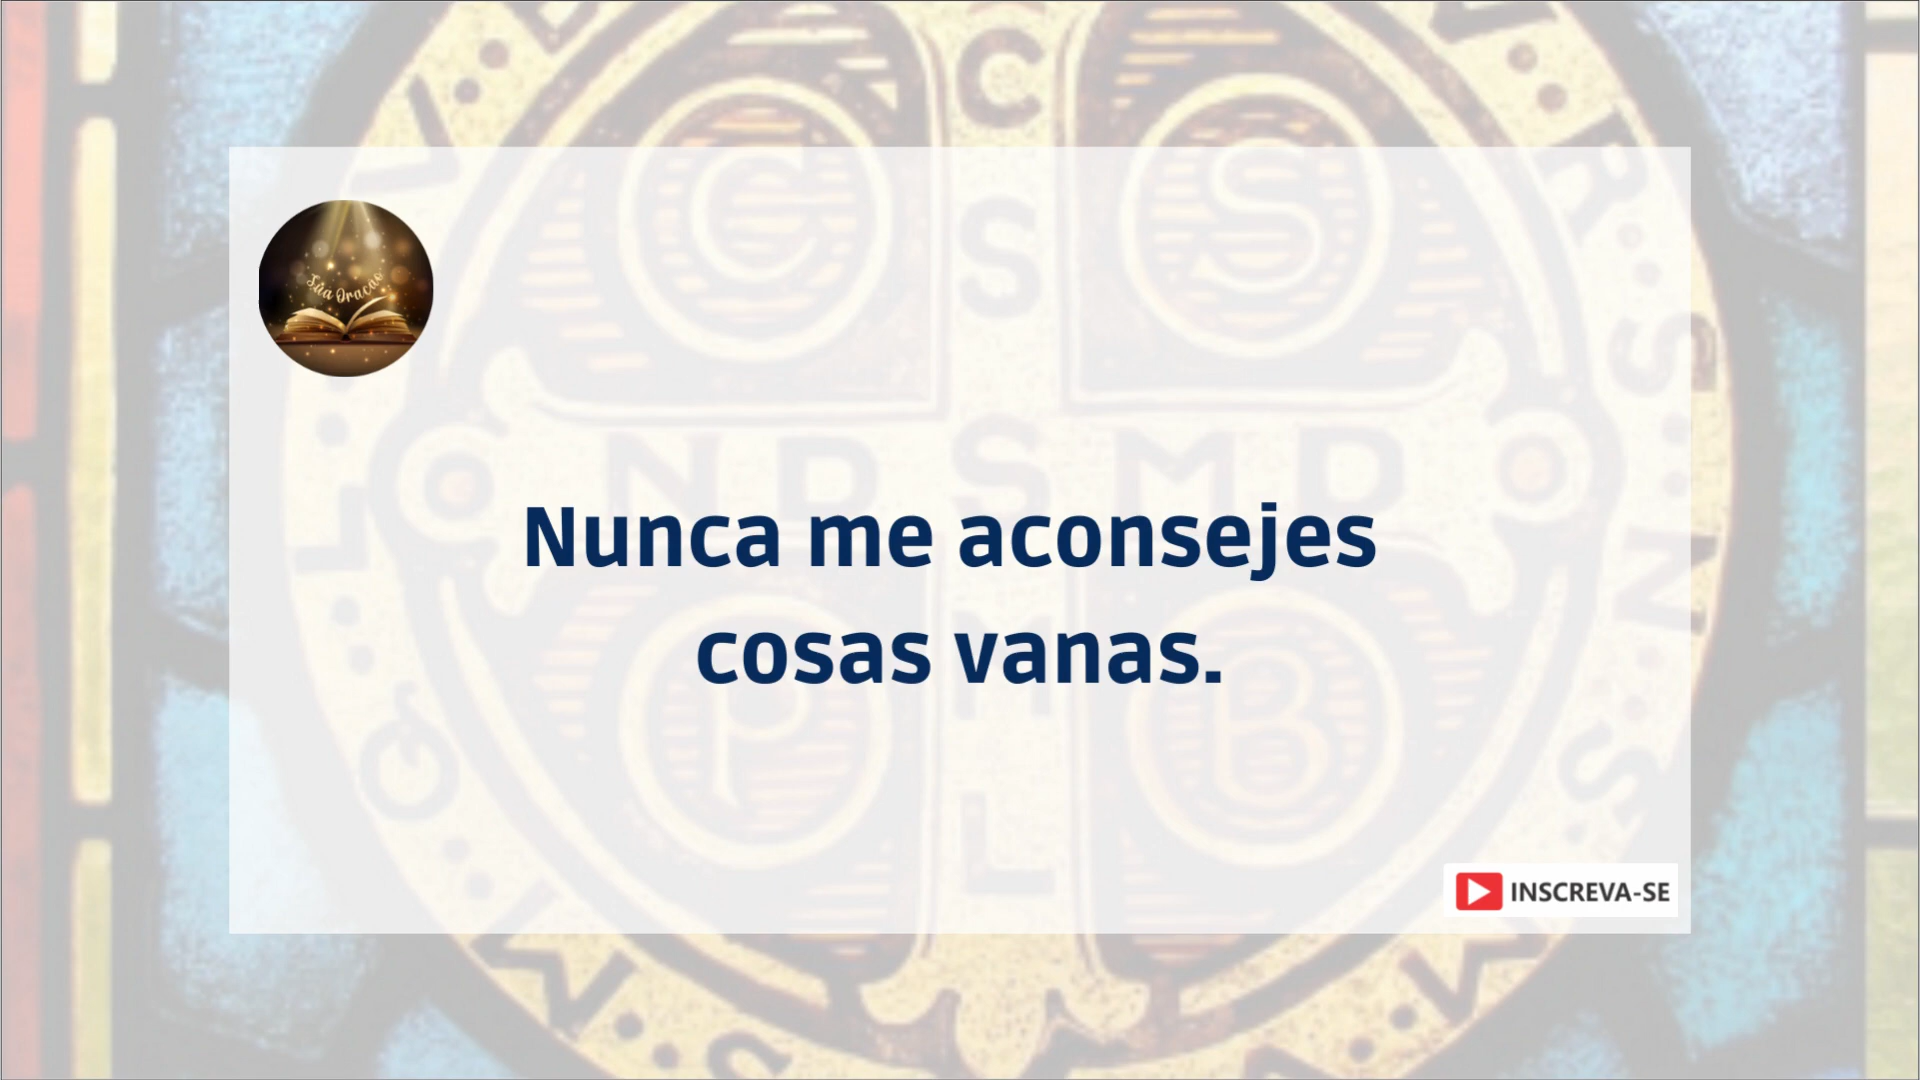 Sua Oração
Nunca me aconsejes
cosas vanas.
INSCREVA-SE
C
S
C S
N D S M D
M
P B
L
V
R
S
N
S
M
V
S
M
Q
L